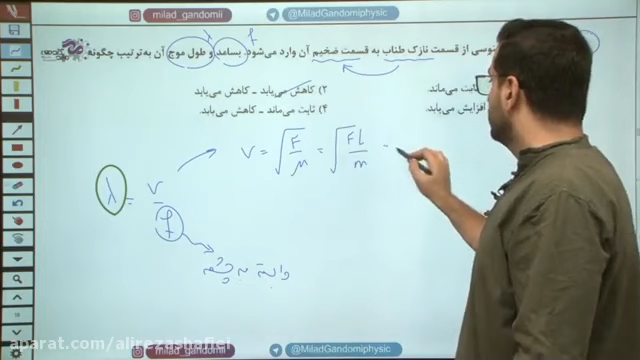 milad_gandomii @MiladGandomiphysic
نوسی از قسمت نازک طناب به قسمت ضخیم آن وارد می‌شود. بسامد و طول موج آن به‌ترتیب چگونه
ثابت می‌ماند. ۲) کاهش می‌یابد ـ کاهش می‌یابد
افزایش می‌یابد. ۴) ثابت می‌ماند ـ کاهش می‌یابد.
λ = v / f
v = √(F/μ) = √(FL/m) =
وابسته به چشمه
aparat.com/alirezashafiei
milad_gandomii @MiladGandomiphysic